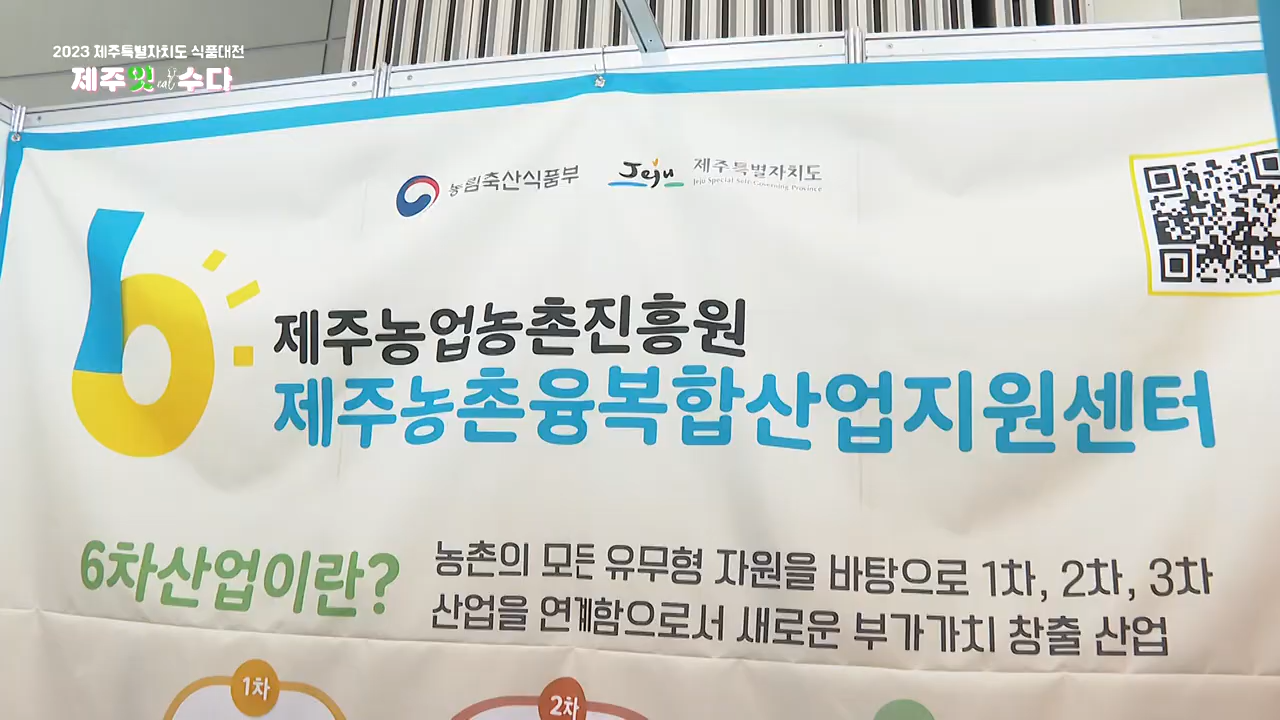 2023 제주특별자치도 식품대전
제주잇eat수다
농림축산식품부
Jeju 제주특별자치도
Jeju Special Self-Governing Province
제주농업농촌진흥원
제주농촌융복합산업지원센터
6차산업이란?
농촌의 모든 유무형 자원을 바탕으로 1차, 2차, 3차
산업을 연계함으로서 새로운 부가가치 창출 산업
1차
2차